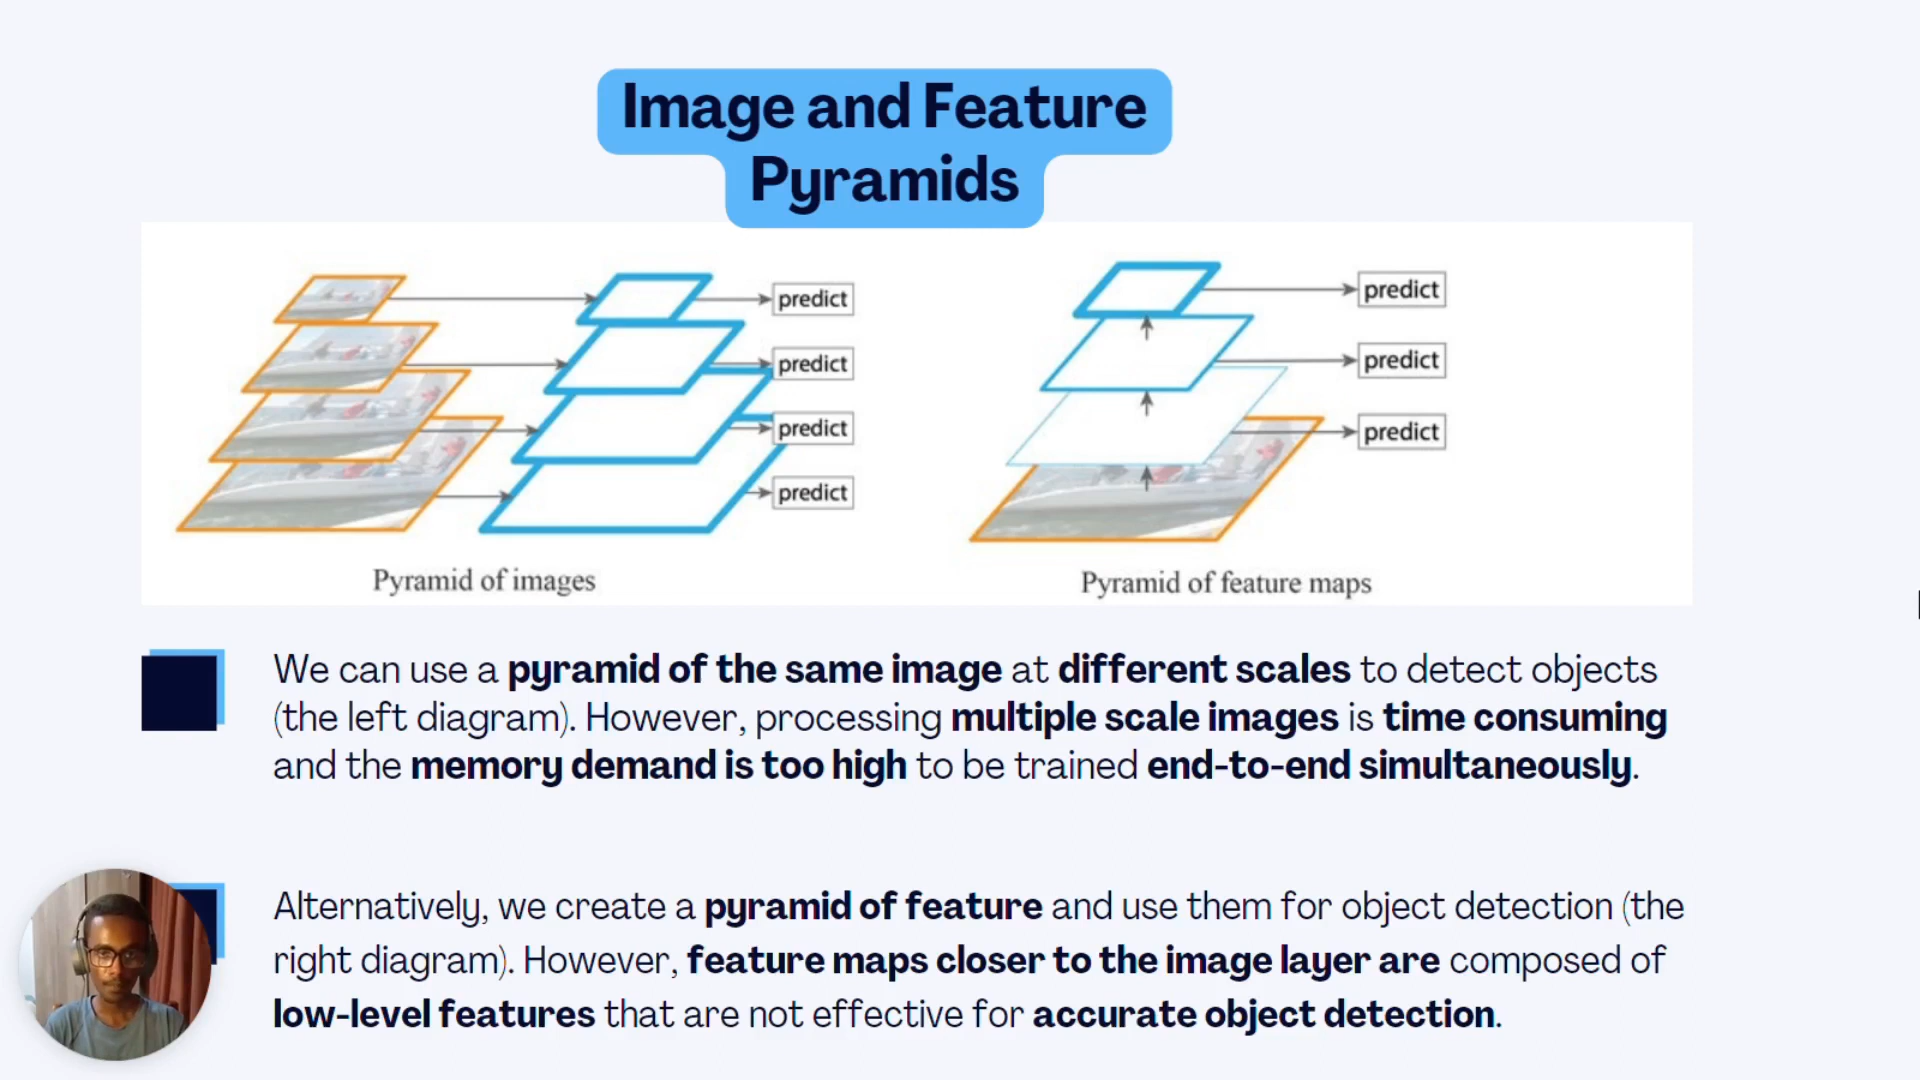 Image and Feature
Pyramids
predict
predict
predict
predict
Pyramid of images
predict
predict
predict
Pyramid of feature maps
We can use a pyramid of the same image at different scales to detect objects
(the left diagram). However, processing multiple scale images is time consuming
and the memory demand is too high to be trained end-to-end simultaneously.
Alternatively, we create a pyramid of feature and use them for object detection (the
right diagram). However, feature maps closer to the image layer are composed of
low-level features that are not effective for accurate object detection.